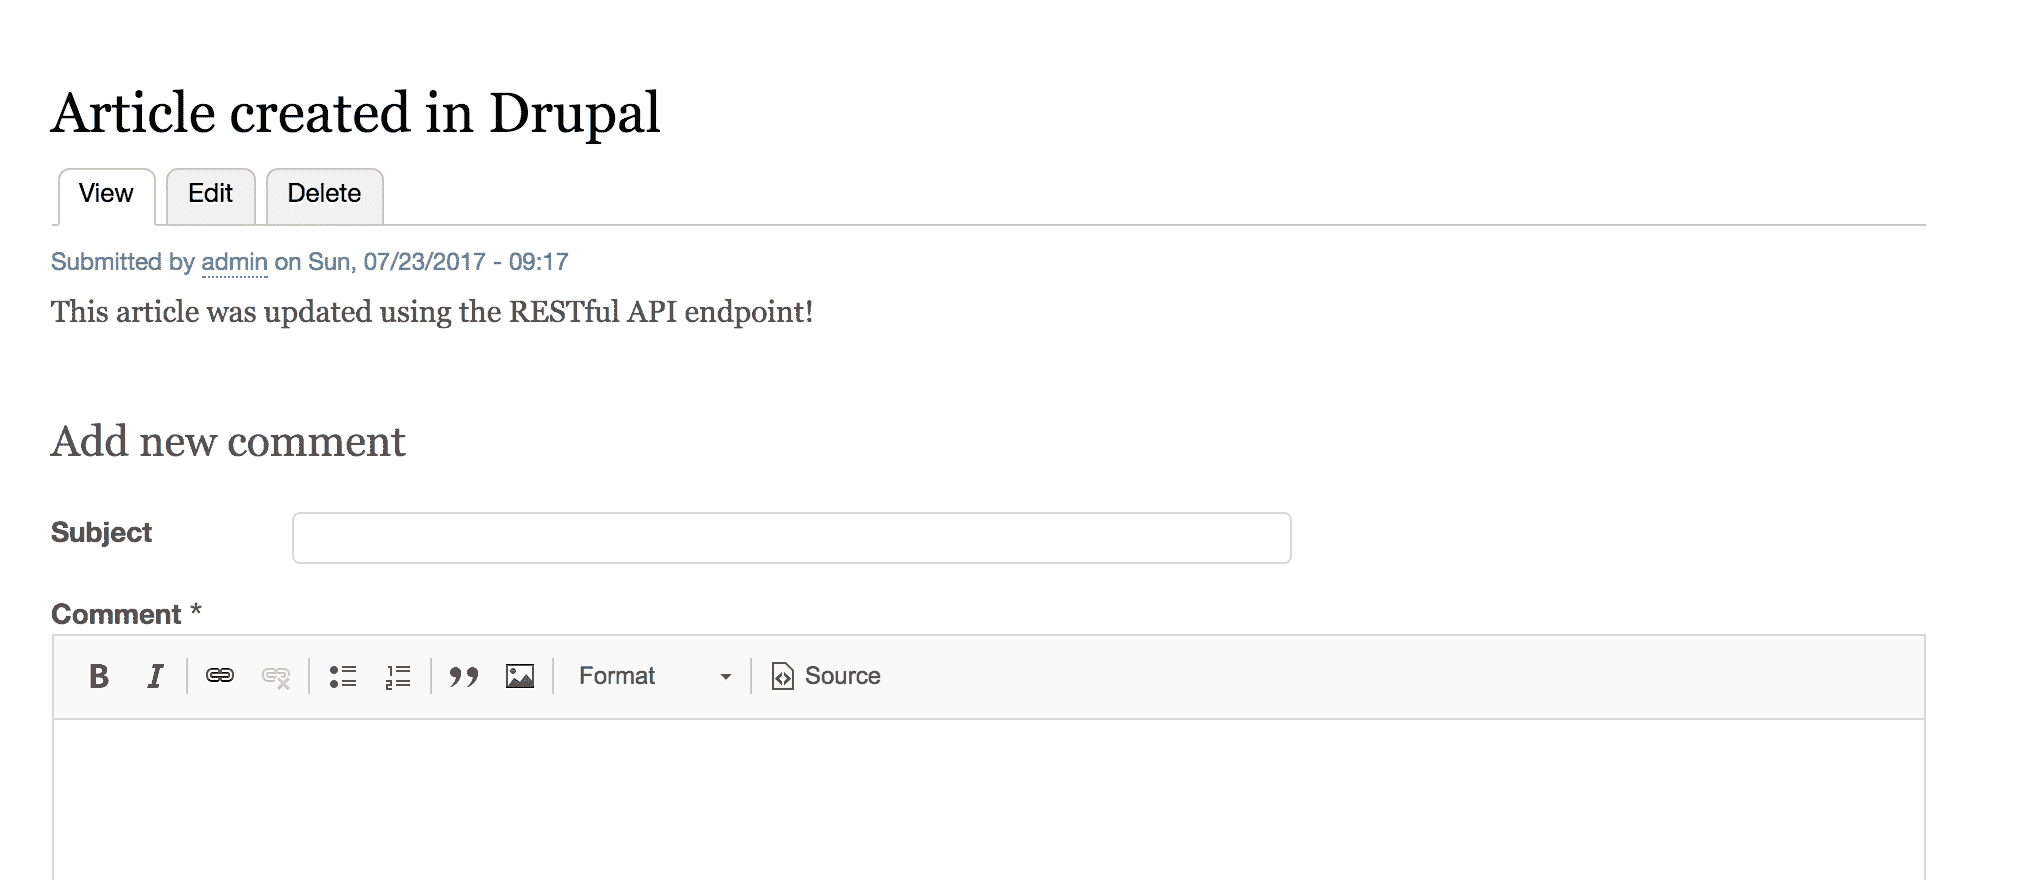 Article created in Drupal
View Edit Delete
Submitted by admin on Sun, 07/23/2017 - 09:17
This article was updated using the RESTful API endpoint!
Add new comment
Subject
Comment *
B I Format Source